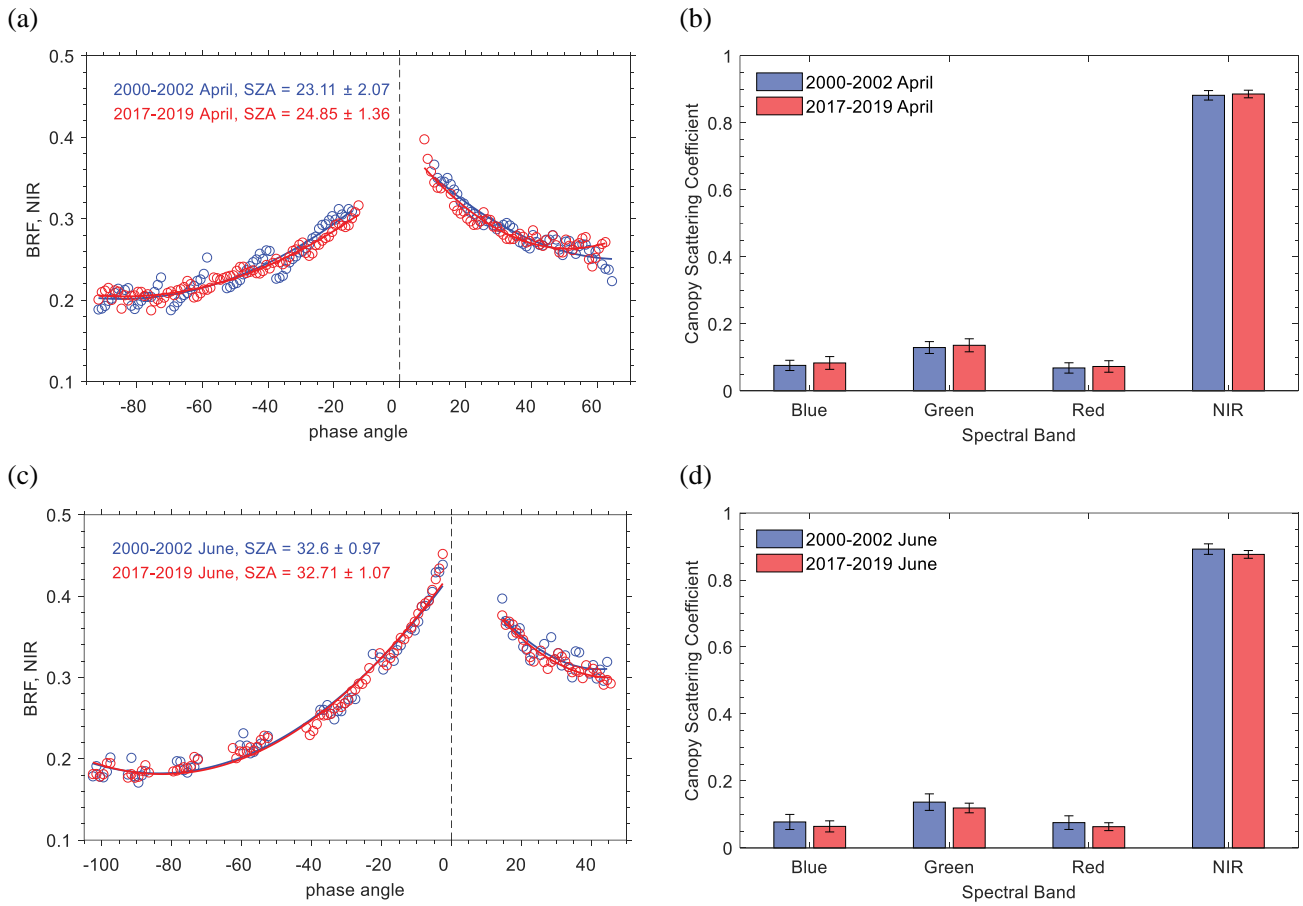 (a)
0.5
0.4
0.3
0.2
0.1
BRF, NIR
2000-2002 April, SZA = 23.11 ± 2.07
2017-2019 April, SZA = 24.85 ± 1.36
-80 -60 -40 -20 0 20 40 60
phase angle
(b)
1
0.8
0.6
0.4
0.2
0
Canopy Scattering Coefficient
2000-2002 April
2017-2019 April
Blue Green Red NIR
Spectral Band
(c)
0.5
0.4
0.3
0.2
0.1
BRF, NIR
2000-2002 June, SZA = 32.6 ± 0.97
2017-2019 June, SZA = 32.71 ± 1.07
-100 -80 -60 -40 -20 0 20 40
phase angle
(d)
1
0.8
0.6
0.4
0.2
0
Canopy Scattering Coefficient
2000-2002 June
2017-2019 June
Blue Green Red NIR
Spectral Band